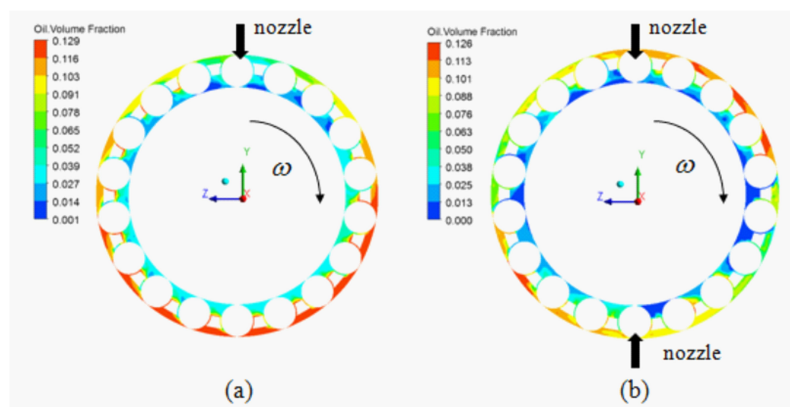 nozzle
Oil.Volume Fraction
0.129
0.116
0.103
0.091
0.078
0.065
0.052
0.039
0.027
0.014
0.001
Y
Z
X
ω
(a)
nozzle
Oil.Volume Fraction
0.126
0.113
0.101
0.088
0.076
0.063
0.050
0.038
0.025
0.013
0.000
Y
Z
X
ω
nozzle
(b)